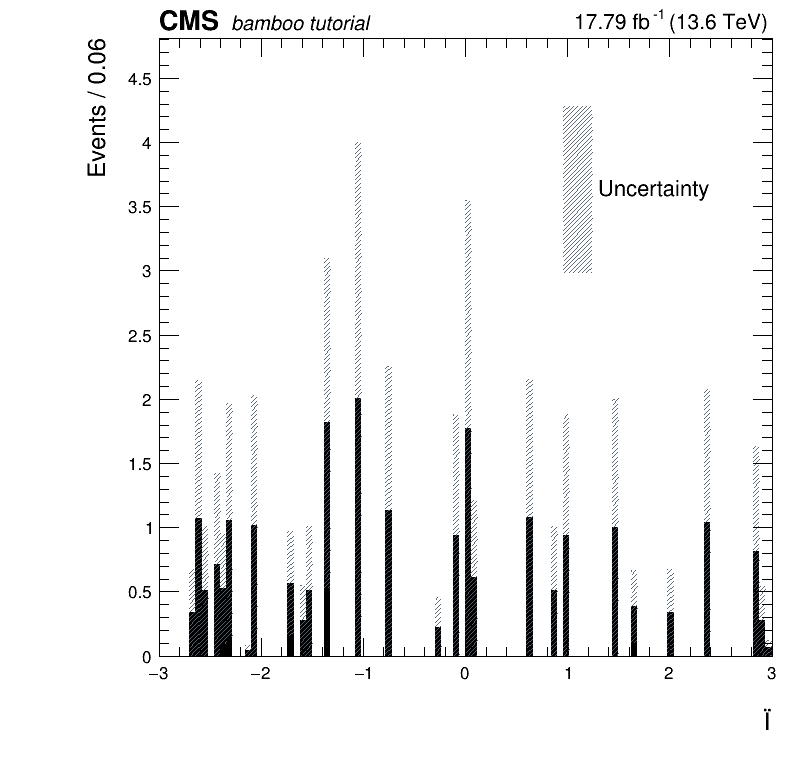 CMS bamboo tutorial 17.79 fb⁻¹ (13.6 TeV)
Events / 0.06
4.5
4
3.5
3
2.5
2
1.5
1
0.5
0
Uncertainty
−3 −2 −1 0 1 2 3
Ï